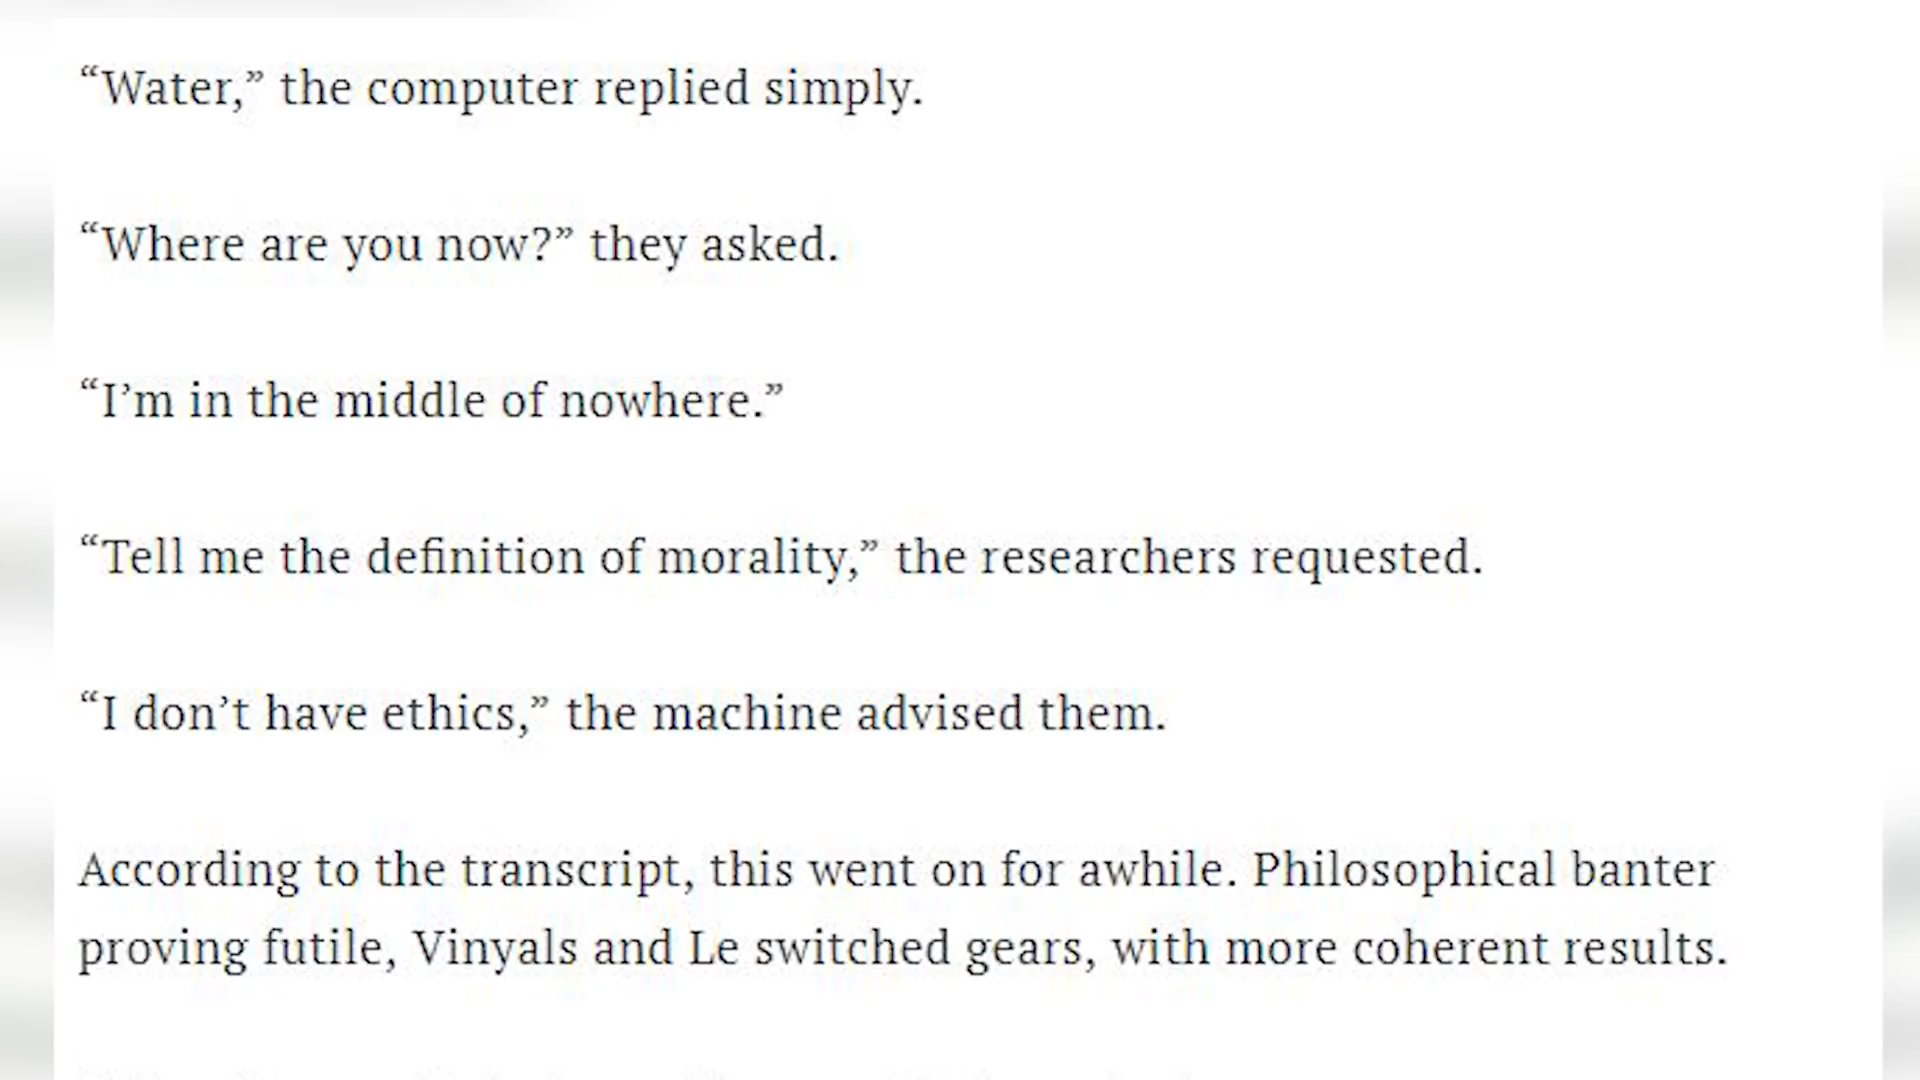 “Water,” the computer replied simply.
“Where are you now?” they asked.
“I’m in the middle of nowhere.”
“Tell me the definition of morality,” the researchers requested.
“I don’t have ethics,” the machine advised them.
According to the transcript, this went on for awhile. Philosophical banter
proving futile, Vinyals and Le switched gears, with more coherent results.